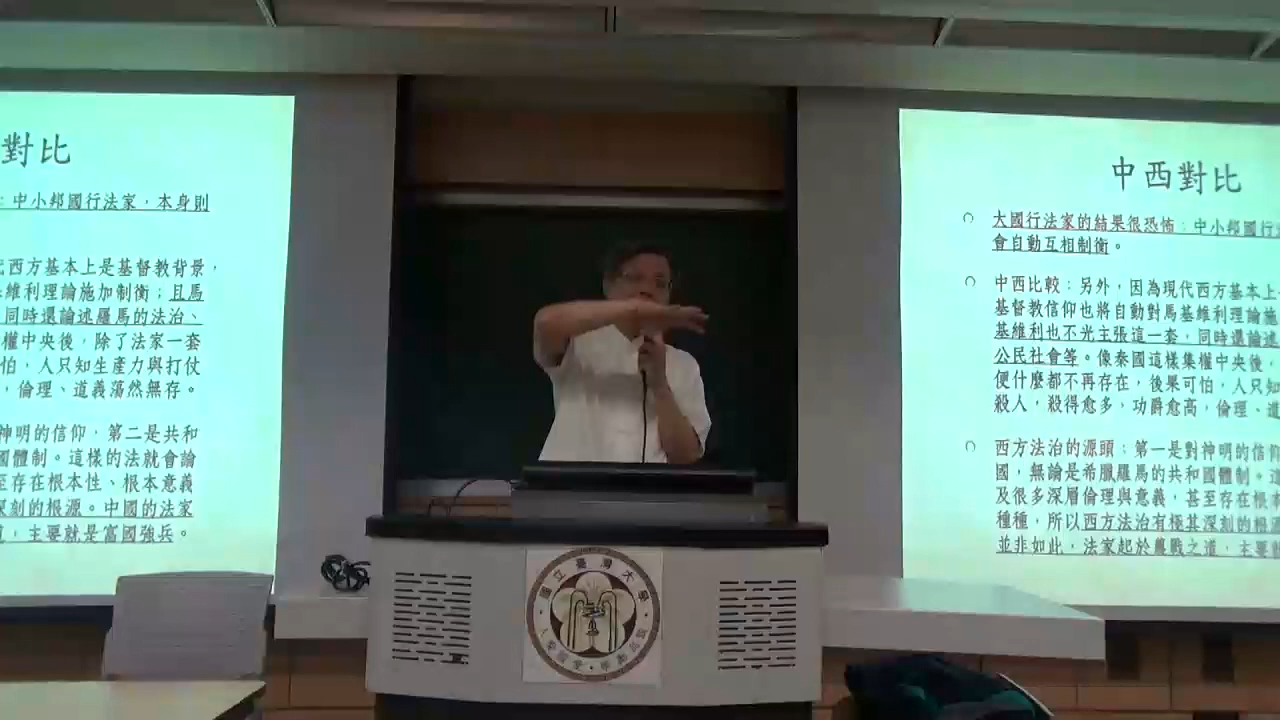 對比
：中小邦國行法家，本身則
代西方基本上是基督教背景，
基維利理論施加制衡；且馬
同時還論述羅馬的法治、
權中央後，除了法家一套
怕，人只知生產力與打仗
，倫理、道義蕩然無存。
神明的信仰，第二是共和
國體制。這樣的法就會論
至存在根本性、根本意義
深刻的根源。中國的法家
道，主要就是富國強兵。
國立臺灣大學
中西對比
大國行法家的結果很恐怖：中小邦國行法
會自動互相制衡。
中西比較：另外，因為現代西方基本上
基督教信仰也將自動對馬基維利理論施
基維利也不光主張這一套，同時還論述
公民社會等。像秦國這樣集權中央後，
便什麼都不再存在，後果可怕，人只知
殺人，殺得愈多，功爵愈高，倫理、道
西方法治的源頭：第一是對神明的信仰
國，無論是希臘羅馬的共和國體制。這
及很多深層倫理與意義，甚至存在根本
種種，所以西方法治有極其深刻的根源
並非如此，法家起於農戰之道，主要